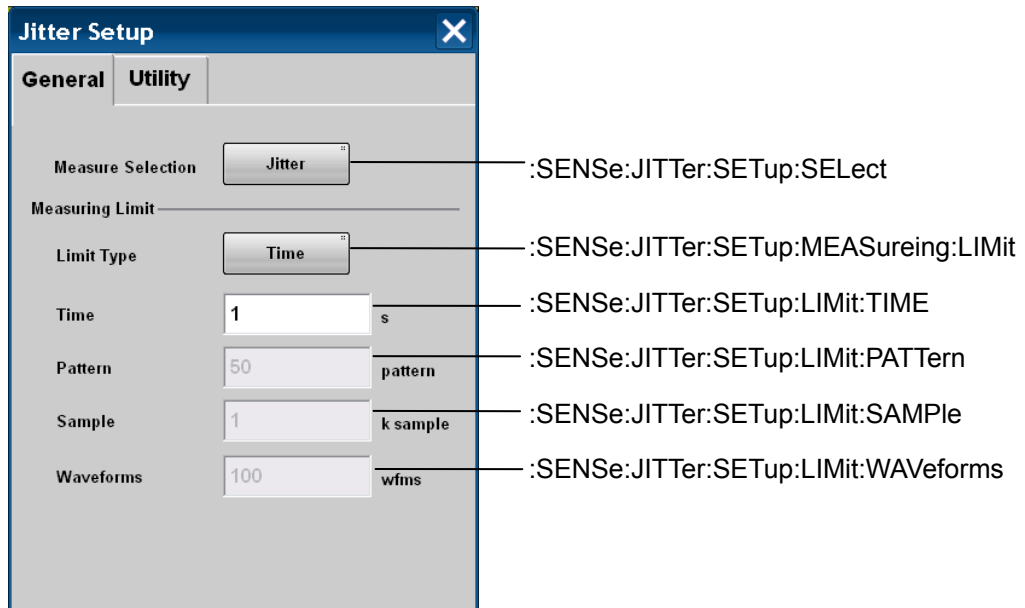 Jitter Setup
General Utility
Measure Selection Jitter :SENSe:JITTer:SETup:SELect
Measuring Limit
Limit Type Time :SENSe:JITTer:SETup:MEASureing:LIMit
Time 1 s :SENSe:JITTer:SETup:LIMit:TIME
Pattern 50 pattern :SENSe:JITTer:SETup:LIMit:PATTern
Sample 1 k sample :SENSe:JITTer:SETup:LIMit:SAMPle
Waveforms 100 wfms :SENSe:JITTer:SETup:LIMit:WAVeforms